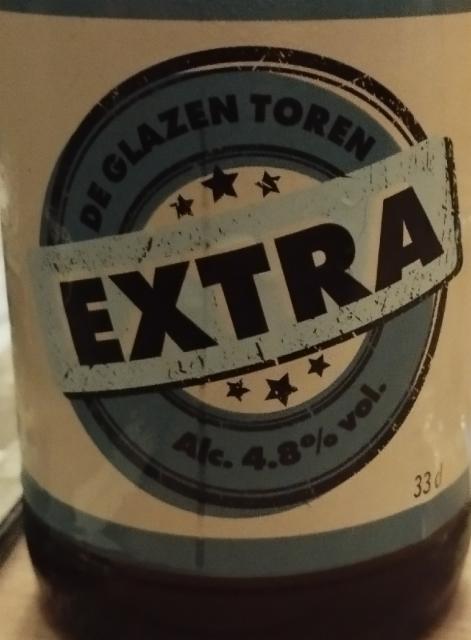 DE GLAZEN TOREN
EXTRA
Alc. 4.8% vol.
33 cl